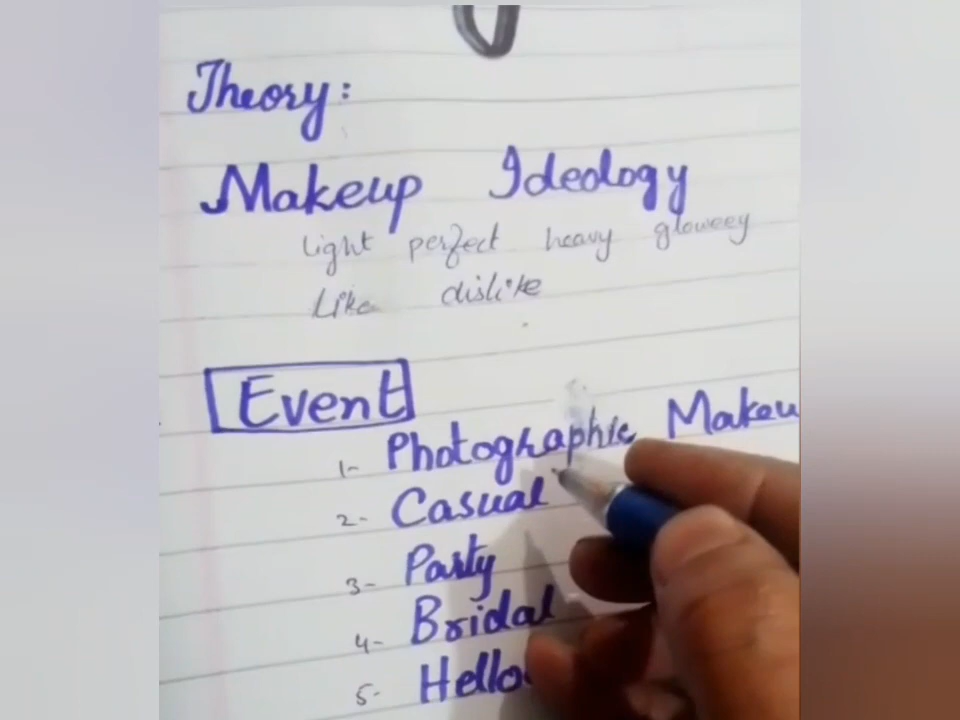 Theory:
Makeup Ideology
light perfect heavy gloweey
Like dislike
Event
1- Photographic Makeu
2- Casual
3- Party
4- Bridal
5- Hello